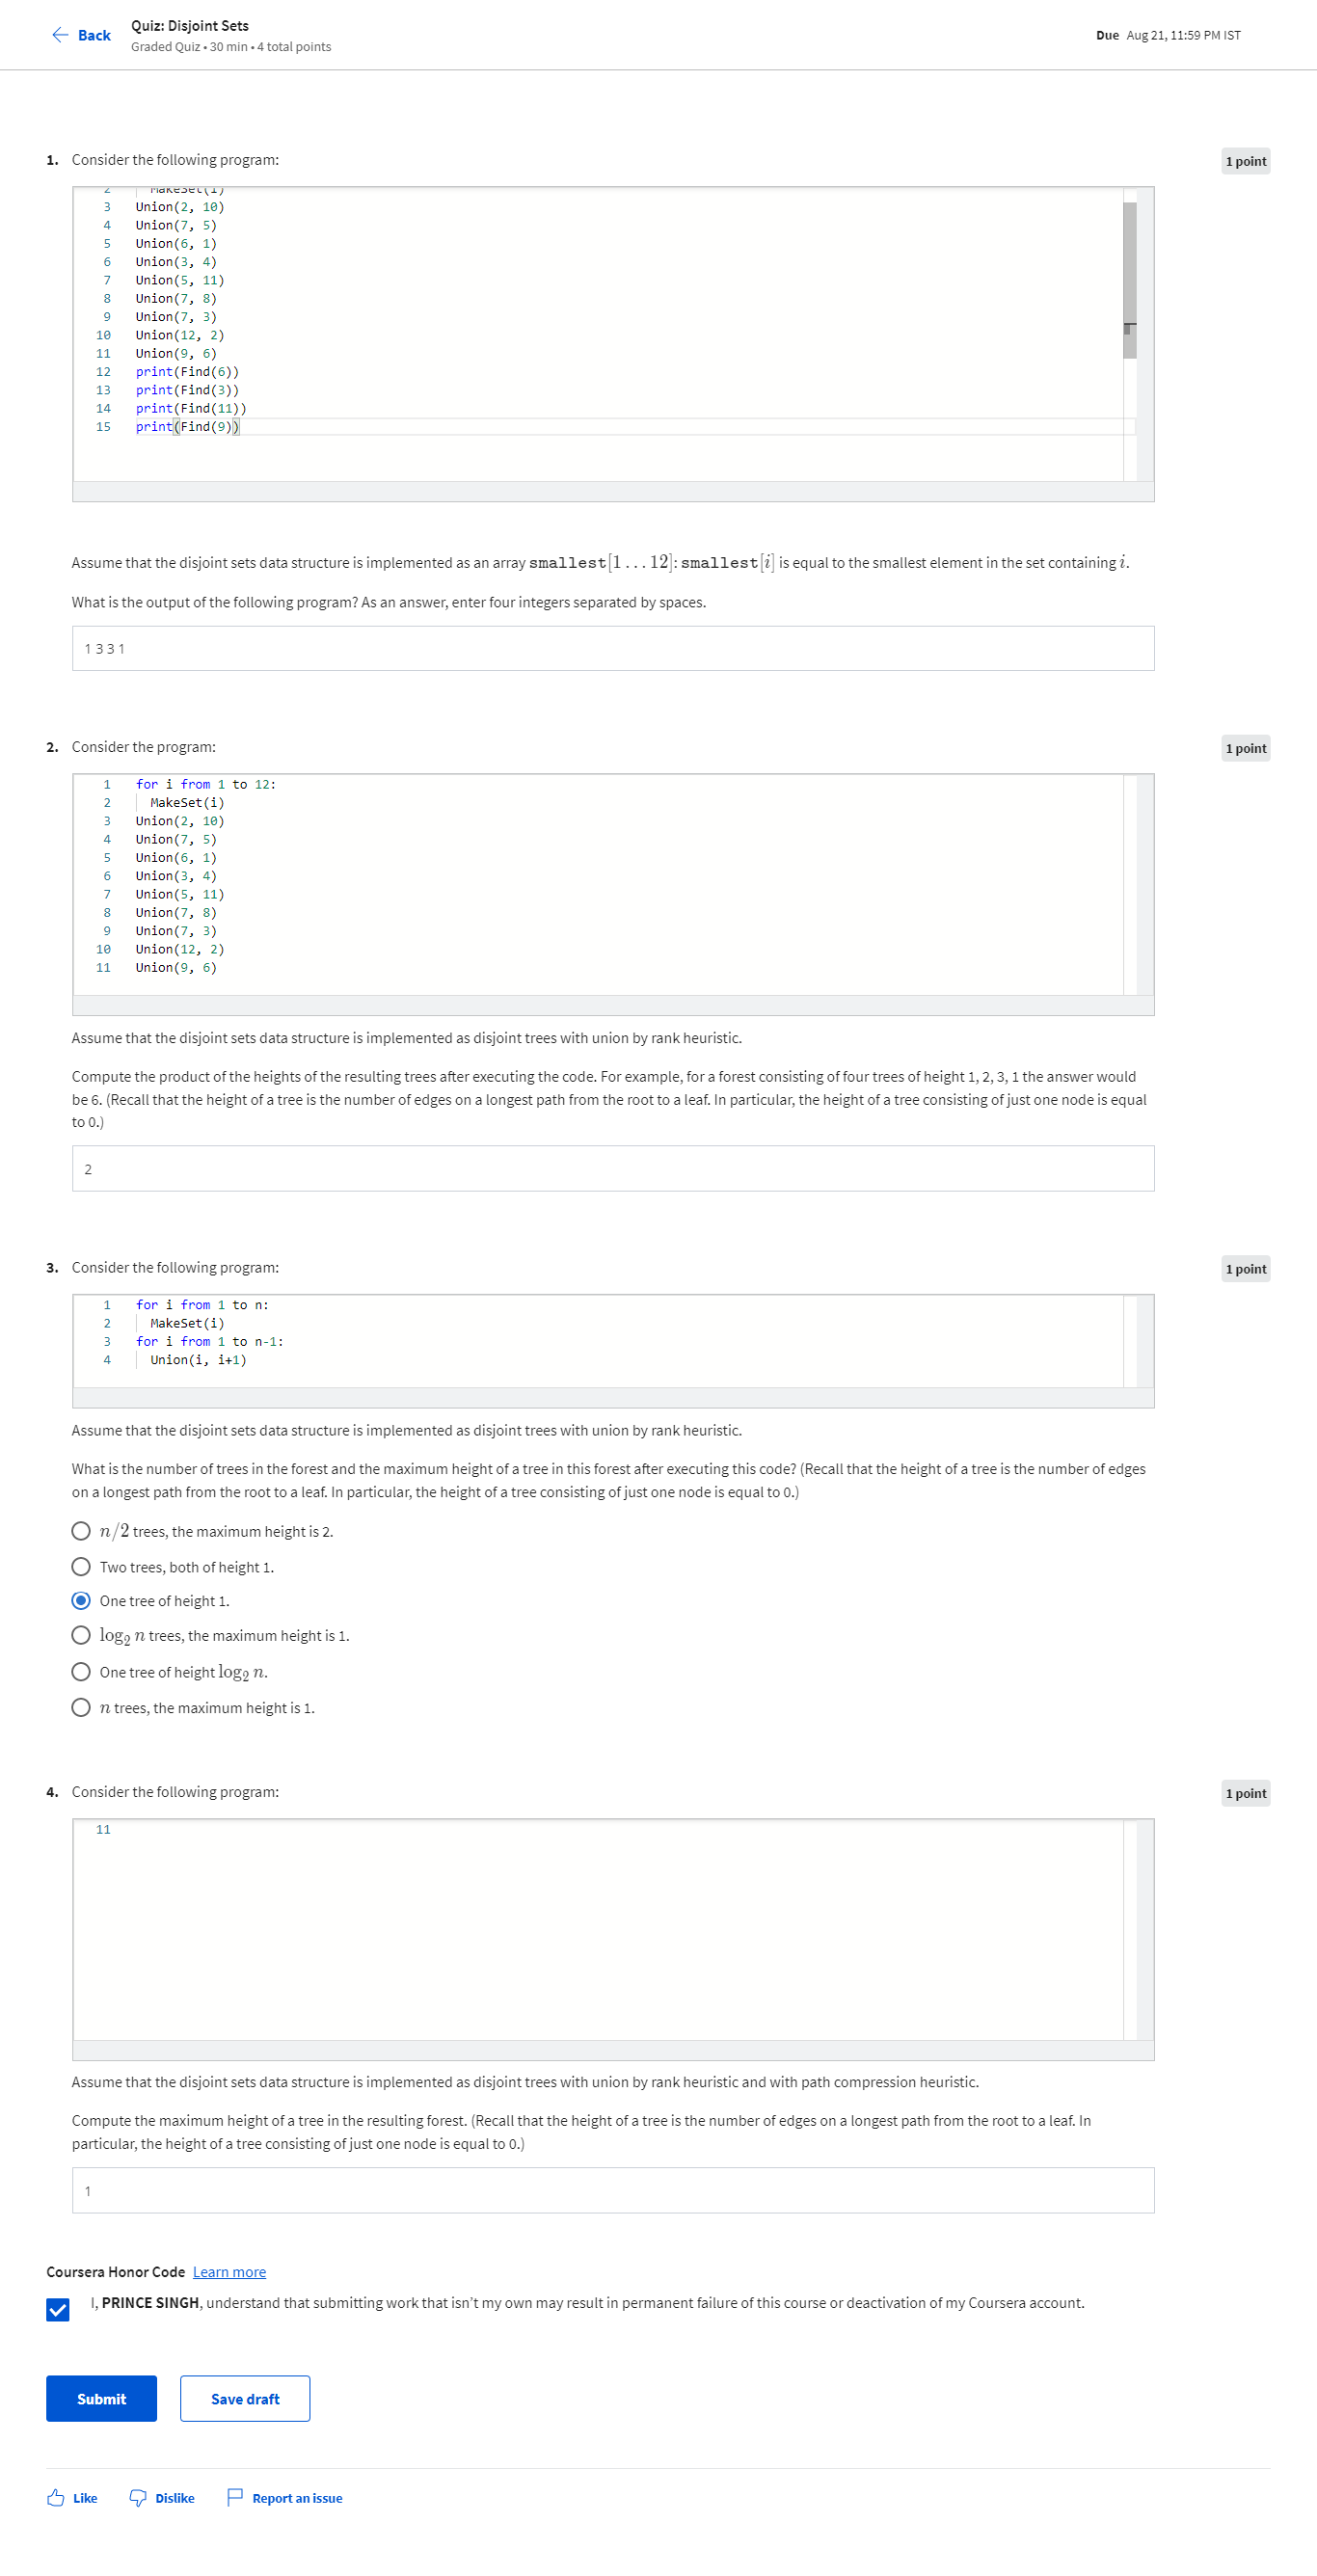 Back
Quiz: Disjoint Sets
Graded Quiz • 30 min • 4 total points
Due Aug 21, 11:59 PM IST
1. Consider the following program:
1 point
2 MakeSet(i)
3 Union(2, 10)
4 Union(7, 5)
5 Union(6, 1)
6 Union(3, 4)
7 Union(5, 11)
8 Union(7, 8)
9 Union(7, 3)
10 Union(12, 2)
11 Union(9, 6)
12 print(Find(6))
13 print(Find(3))
14 print(Find(11))
15 print(Find(9))
Assume that the disjoint sets data structure is implemented as an array smallest[1…12]: smallest[i] is equal to the smallest element in the set containing i.
What is the output of the following program? As an answer, enter four integers separated by spaces.
1 3 3 1
2. Consider the program:
1 point
1 for i from 1 to 12:
2 MakeSet(i)
3 Union(2, 10)
4 Union(7, 5)
5 Union(6, 1)
6 Union(3, 4)
7 Union(5, 11)
8 Union(7, 8)
9 Union(7, 3)
10 Union(12, 2)
11 Union(9, 6)
Assume that the disjoint sets data structure is implemented as disjoint trees with union by rank heuristic.
Compute the product of the heights of the resulting trees after executing the code. For example, for a forest consisting of four trees of height 1, 2, 3, 1 the answer would
be 6. (Recall that the height of a tree is the number of edges on a longest path from the root to a leaf. In particular, the height of a tree consisting of just one node is equal
to 0.)
2
3. Consider the following program:
1 point
1 for i from 1 to n:
2 MakeSet(i)
3 for i from 1 to n-1:
4 Union(i, i+1)
Assume that the disjoint sets data structure is implemented as disjoint trees with union by rank heuristic.
What is the number of trees in the forest and the maximum height of a tree in this forest after executing this code? (Recall that the height of a tree is the number of edges
on a longest path from the root to a leaf. In particular, the height of a tree consisting of just one node is equal to 0.)
n/2 trees, the maximum height is 2.
Two trees, both of height 1.
One tree of height 1.
log₂ n trees, the maximum height is 1.
One tree of height log₂ n.
n trees, the maximum height is 1.
4. Consider the following program:
1 point
11
Assume that the disjoint sets data structure is implemented as disjoint trees with union by rank heuristic and with path compression heuristic.
Compute the maximum height of a tree in the resulting forest. (Recall that the height of a tree is the number of edges on a longest path from the root to a leaf. In
particular, the height of a tree consisting of just one node is equal to 0.)
1
Coursera Honor Code Learn more
I, PRINCE SINGH, understand that submitting work that isn't my own may result in permanent failure of this course or deactivation of my Coursera account.
Submit
Save draft
Like
Dislike
Report an issue